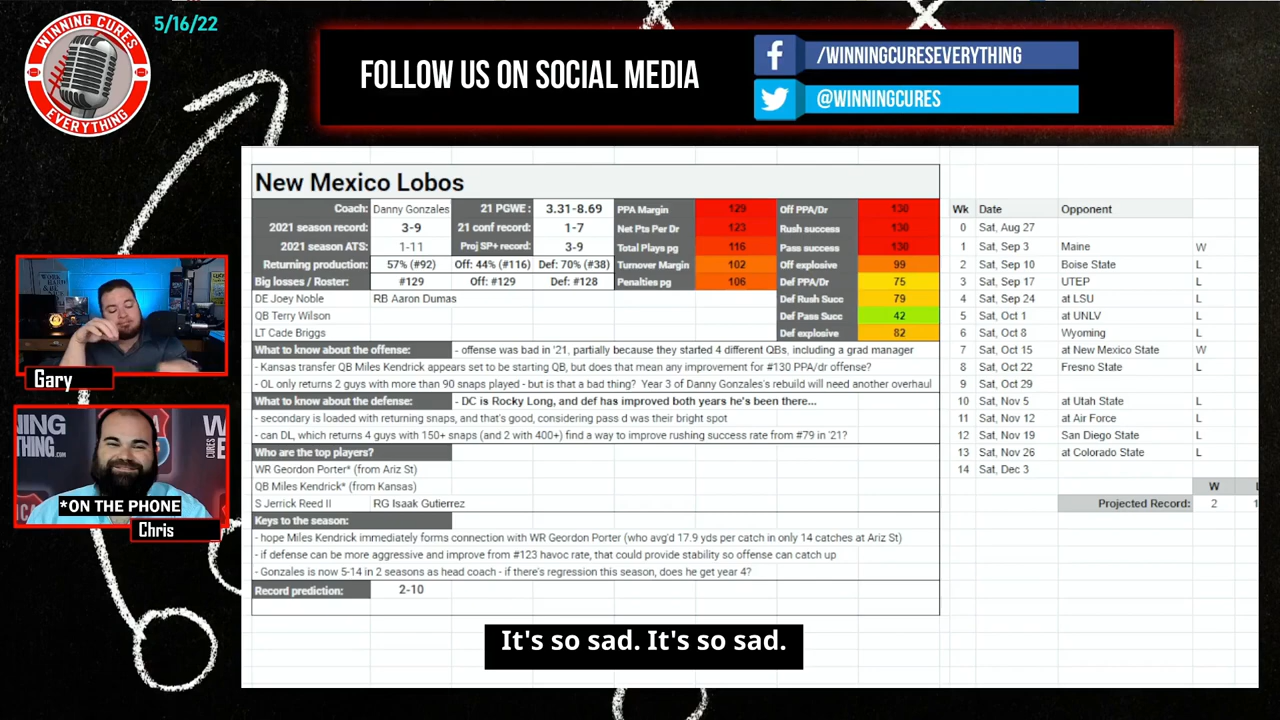 WINNING CURES
EVERYTHING
5/16/22
FOLLOW US ON SOCIAL MEDIA
f /WINNINGCURESEVERYTHING
@WINNINGCURES
New Mexico Lobos
Coach: Danny Gonzales 21 PGWE: 3.31-8.69 PPA Margin 129 Off PPA/Dr 130
2021 season record: 3-9 21 conf record: 1-7 Net Pts Per Dr 123 Rush success 130
2021 season ATS: 1-11 Proj SP+ record: 3-9 Total Plays pg 116 Pass success 130
Returning production: 57% (#92) Off: 44% (#116) Def: 70% (#38) Turnover Margin 102 Off explosive 99
Big losses / Roster: #129 Off: #129 Def: #128 Penalties pg 106 Def PPA/Dr 75
DE Joey Noble RB Aaron Dumas Def Rush Succ 79
QB Terry Wilson Def Pass Succ 42
LT Cade Briggs Def explosive 82
What to know about the offense: - offense was bad in '21, partially because they started 4 different QBs, including a grad manager
- Kansas transfer QB Miles Kendrick appears set to be starting QB, but does that mean any improvement for #130 PPA/dr offense?
- OL only returns 2 guys with more than 90 snaps played - but is that a bad thing? Year 3 of Danny Gonzales's rebuild will need another overhaul
What to know about the defense: - DC is Rocky Long, and def has improved both years he's been there...
- secondary is loaded with returning snaps, and that's good, considering pass d was their bright spot
- can DL, which returns 4 guys with 150+ snaps (and 2 with 400+) find a way to improve rushing success rate from #79 in '21?
Who are the top players?
WR Geordon Porter* (from Ariz St)
QB Miles Kendrick* (from Kansas)
S Jerrick Reed II RG Isaak Gutierrez
Keys to the season:
- hope Miles Kendrick immediately forms connection with WR Geordon Porter (who avg'd 17.9 yds per catch in only 14 catches at Ariz St)
- if defense can be more aggressive and improve from #123 havoc rate, that could provide stability so offense can catch up
- Gonzales is now 5-14 in 2 seasons as head coach - if there's regression this season, does he get year 4?
Record prediction: 2-10
Wk Date Opponent
0 Sat, Aug 27
1 Sat, Sep 3 Maine W
2 Sat, Sep 10 Boise State L
3 Sat, Sep 17 UTEP L
4 Sat, Sep 24 at LSU L
5 Sat, Oct 1 at UNLV L
6 Sat, Oct 8 Wyoming L
7 Sat, Oct 15 at New Mexico State W
8 Sat, Oct 22 Fresno State L
9 Sat, Oct 29
10 Sat, Nov 5 at Utah State L
11 Sat, Nov 12 at Air Force L
12 Sat, Nov 19 San Diego State L
13 Sat, Nov 26 at Colorado State L
14 Sat, Dec 3
W L
Projected Record: 2 1
Gary
*ON THE PHONE
Chris
It's so sad. It's so sad.